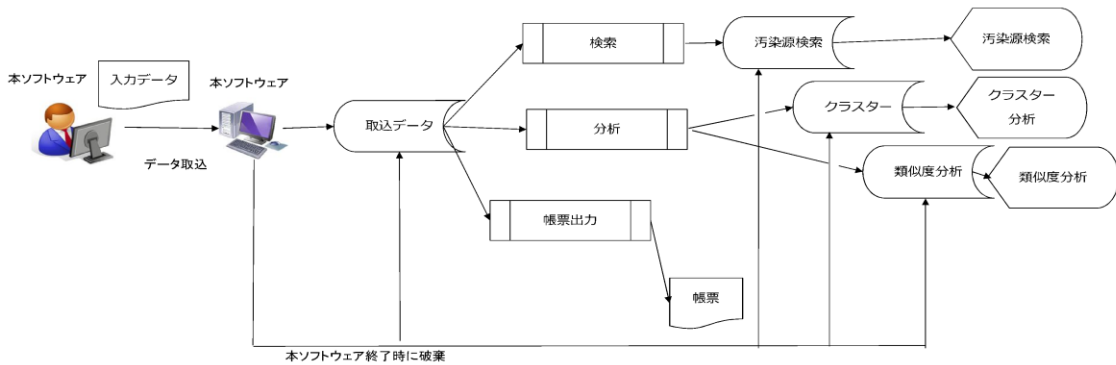 本ソフトウェア
入力データ
本ソフトウェア
データ取込
取込データ
検索
分析
帳票出力
帳票
汚染源検索
クラスター
類似度分析
汚染源検索
クラスター
分析
類似度分析
本ソフトウェア終了時に破棄